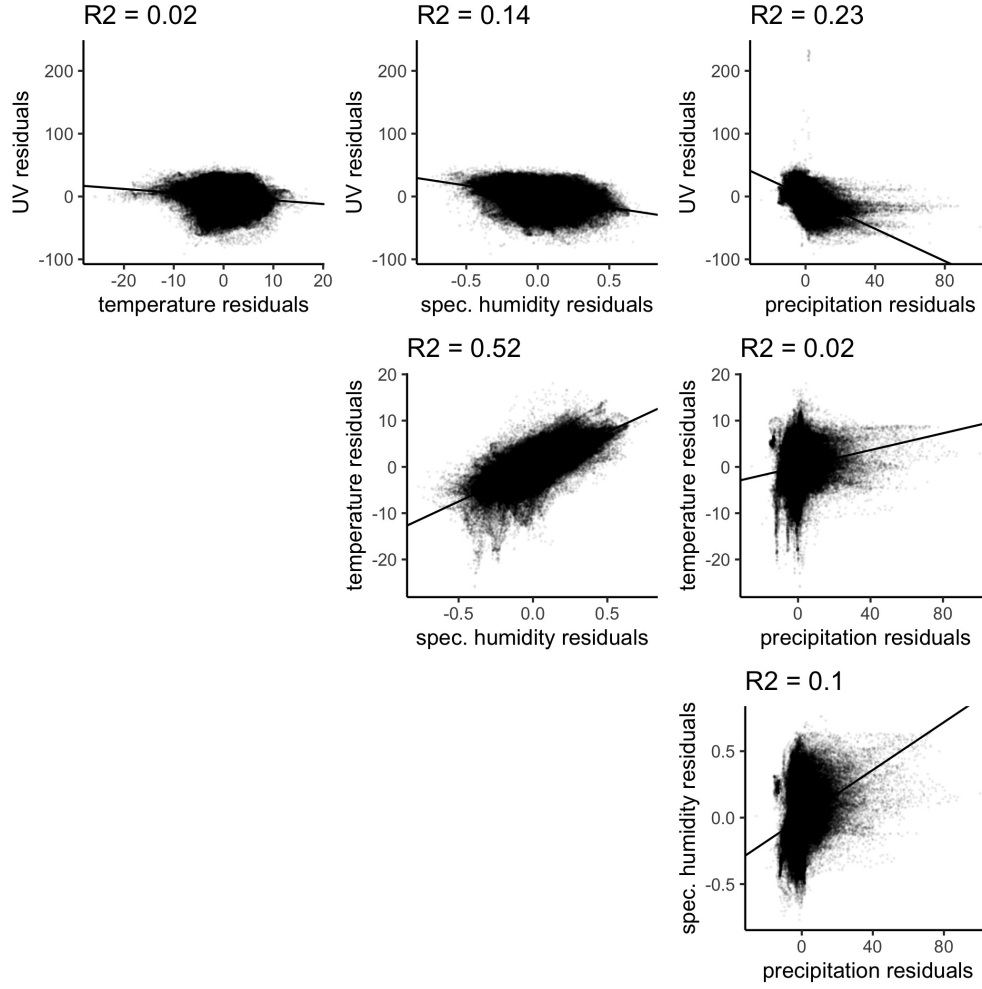 R2 = 0.02
R2 = 0.14
R2 = 0.23
UV residuals
200
100
0
-100
-20
-10
0
10
20
temperature residuals
UV residuals
200
100
0
-100
-0.5
0.0
0.5
spec. humidity residuals
UV residuals
200
100
0
-100
0
40
80
precipitation residuals
R2 = 0.52
R2 = 0.02
temperature residuals
20
10
0
-10
-20
-0.5
0.0
0.5
spec. humidity residuals
temperature residuals
20
10
0
-10
-20
0
40
80
precipitation residuals
R2 = 0.1
spec. humidity residuals
0.5
0.0
-0.5
0
40
80
precipitation residuals